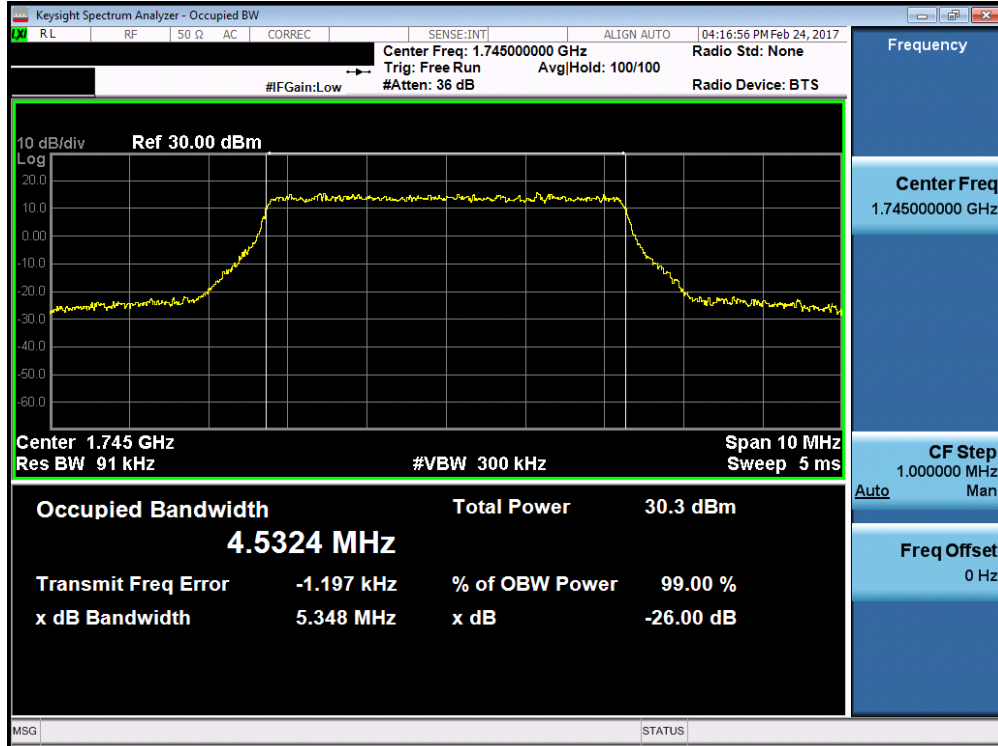 Keysight Spectrum Analyzer - Occupied BW
LXI RL RF 50 Ω AC CORREC SENSE:INT ALIGN AUTO 04:16:56 PM Feb 24, 2017
Center Freq: 1.745000000 GHz Radio Std: None
Trig: Free Run Avg|Hold: 100/100
#IFGain:Low #Atten: 36 dB Radio Device: BTS
10 dB/div Ref 30.00 dBm
Log
20.0
10.0
0.00
-10.0
-20.0
-30.0
-40.0
-50.0
-60.0
Center 1.745 GHz Span 10 MHz
Res BW 91 kHz #VBW 300 kHz Sweep 5 ms
Occupied Bandwidth Total Power 30.3 dBm
4.5324 MHz
Transmit Freq Error -1.197 kHz % of OBW Power 99.00 %
x dB Bandwidth 5.348 MHz x dB -26.00 dB
MSG STATUS
Frequency
Center Freq
1.745000000 GHz
CF Step
1.000000 MHz
Auto Man
Freq Offset
0 Hz